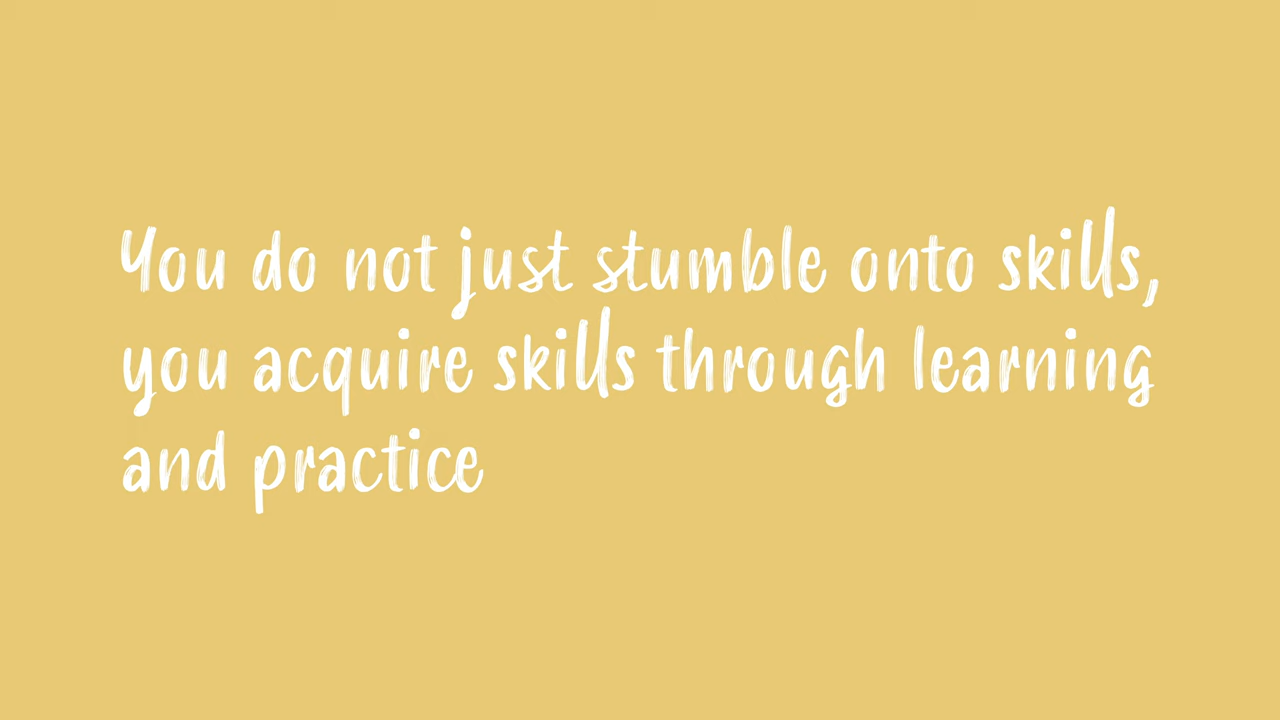 You do not just stumble onto skills,
you acquire skills through learning
and practice